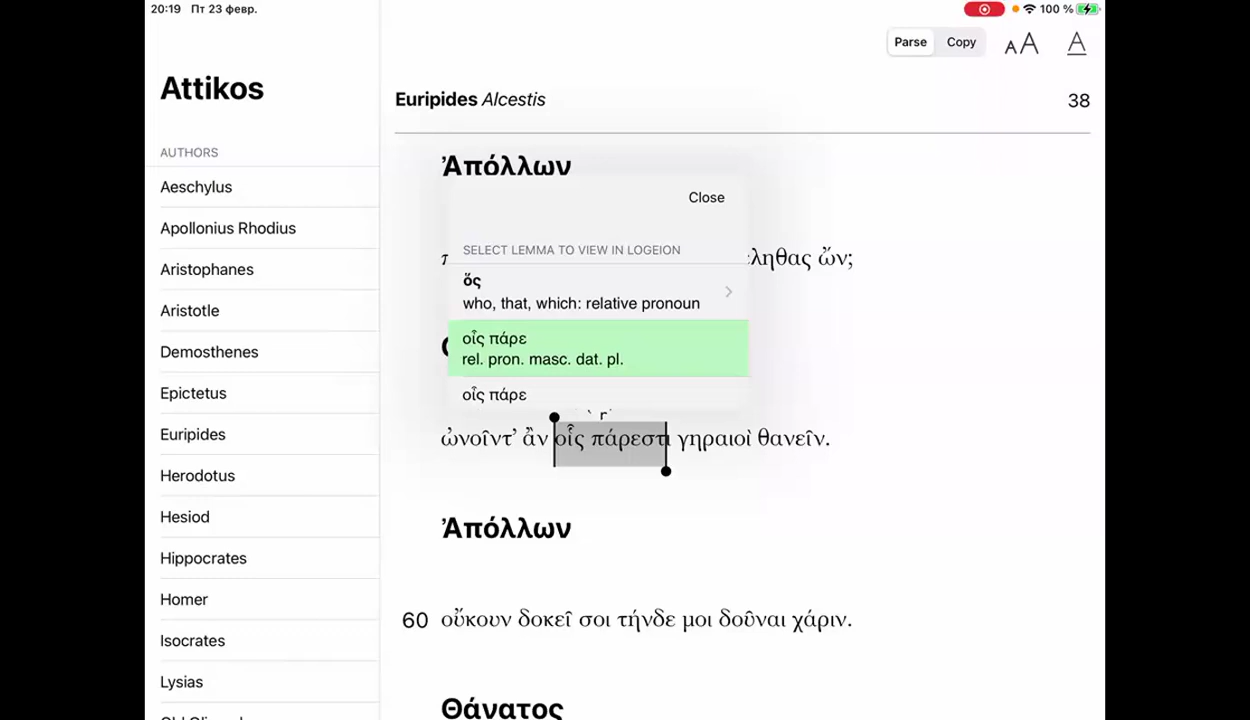 20:19 Пт 23 февр.
100 %
Parse Copy
Attikos
Euripides Alcestis
38
AUTHORS
Aeschylus
Apollonius Rhodius
Aristophanes
Aristotle
Demosthenes
Epictetus
Euripides
Herodotus
Hesiod
Hippocrates
Homer
Isocrates
Lysias
Ἀπόλλων
Close
SELECT LEMMA TO VIEW IN LOGEION
ληθας ὤν;
ὅς
who, that, which: relative pronoun
οἷς πάρε
rel. pron. masc. dat. pl.
οἷς πάρε
ὠνοῖντ’ ἂν οἷς πάρεστι γηραιοὶ θανεῖν.
Ἀπόλλων
60 οὔκουν δοκεῖ σοι τήνδε μοι δοῦναι χάριν.
Θάνατος